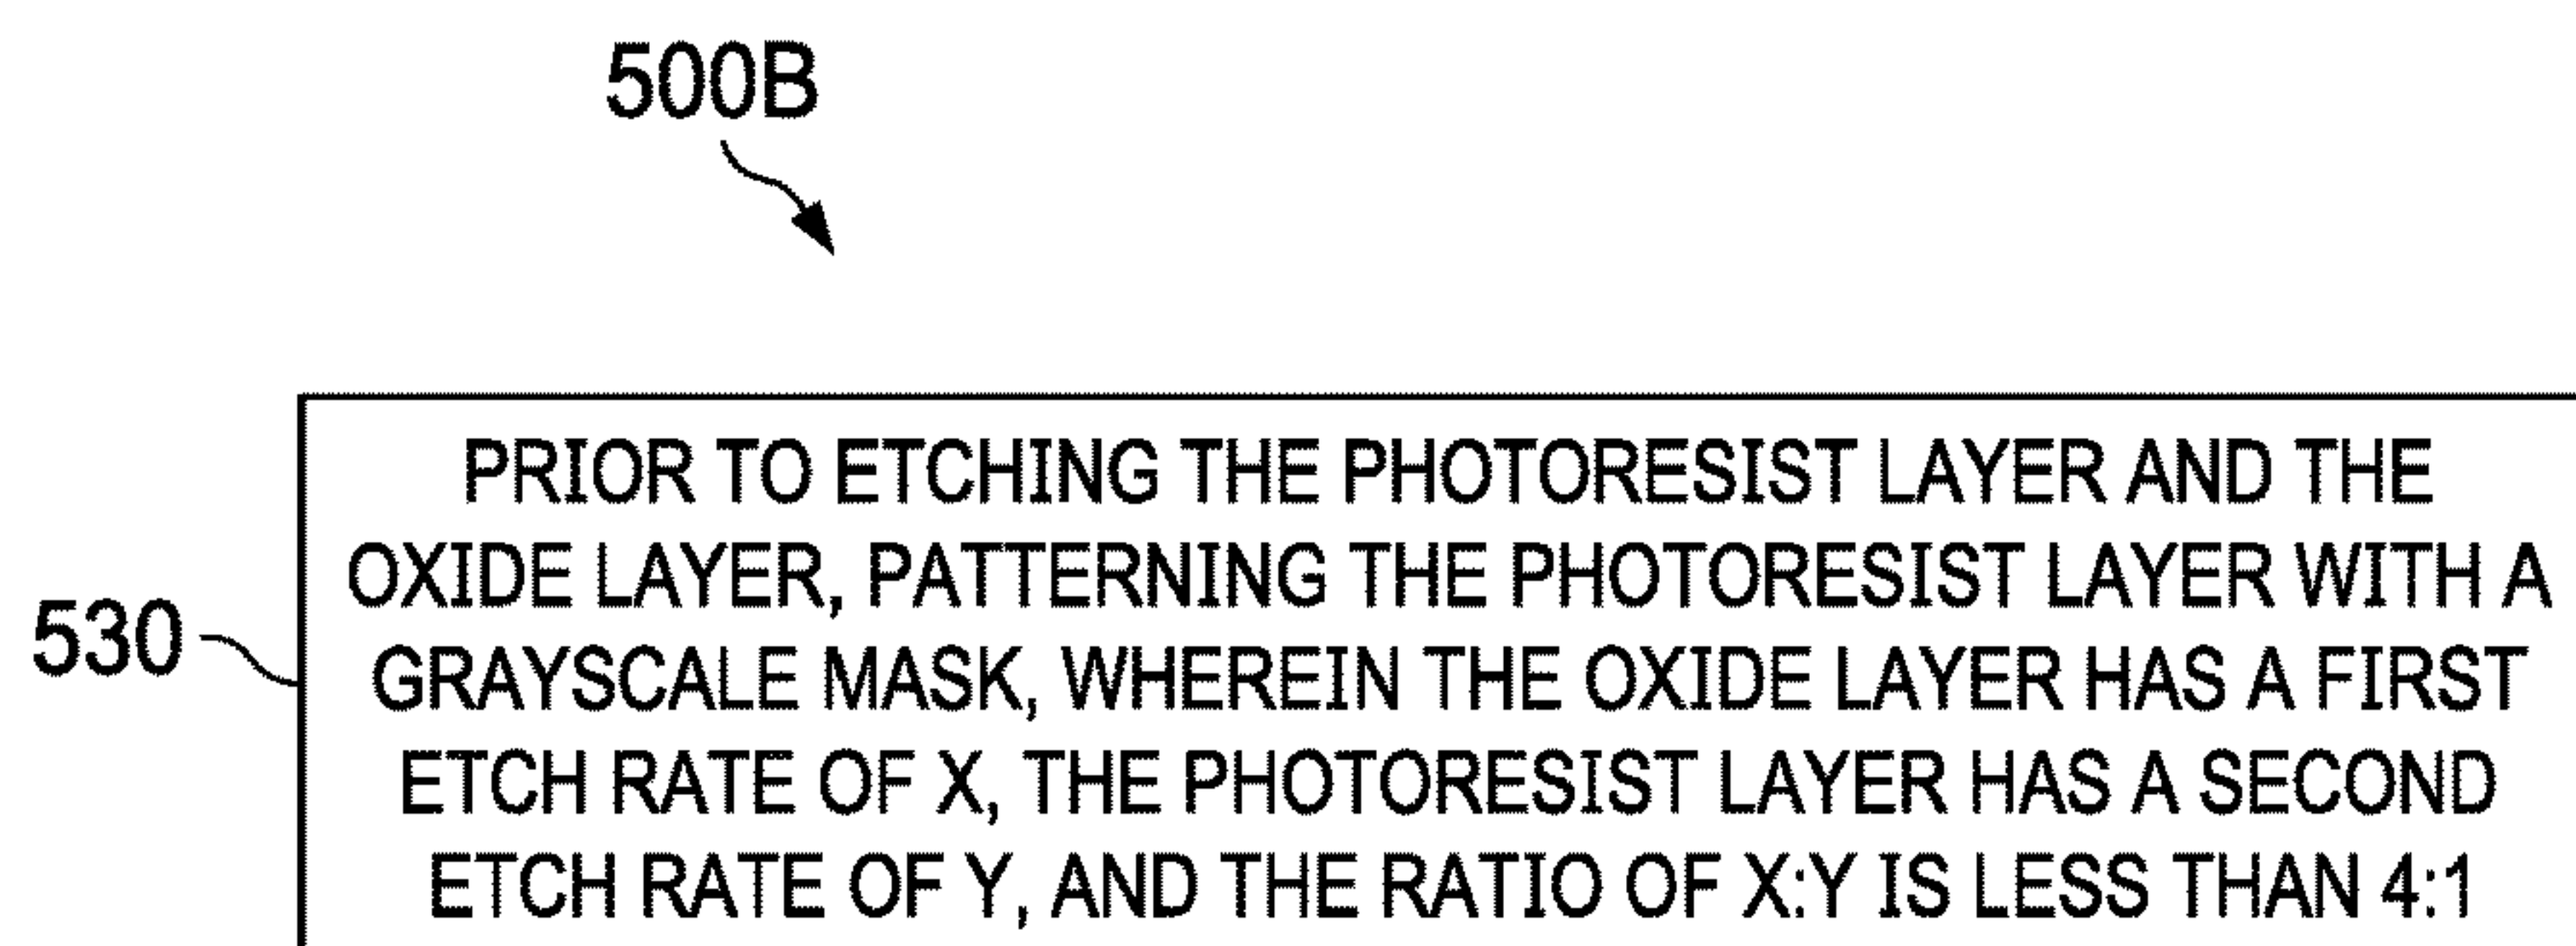 500B
PRIOR TO ETCHING THE PHOTORESIST LAYER AND THE
OXIDE LAYER, PATTERNING THE PHOTORESIST LAYER WITH A
530
GRAYSCALE MASK, WHEREIN THE OXIDE LAYER HAS A FIRST
ETCH RATE OF X, THE PHOTORESIST LAYER HAS A SECOND
ETCH RATE OF Y, AND THE RATIO OF X:Y IS LESS THAN 4:1